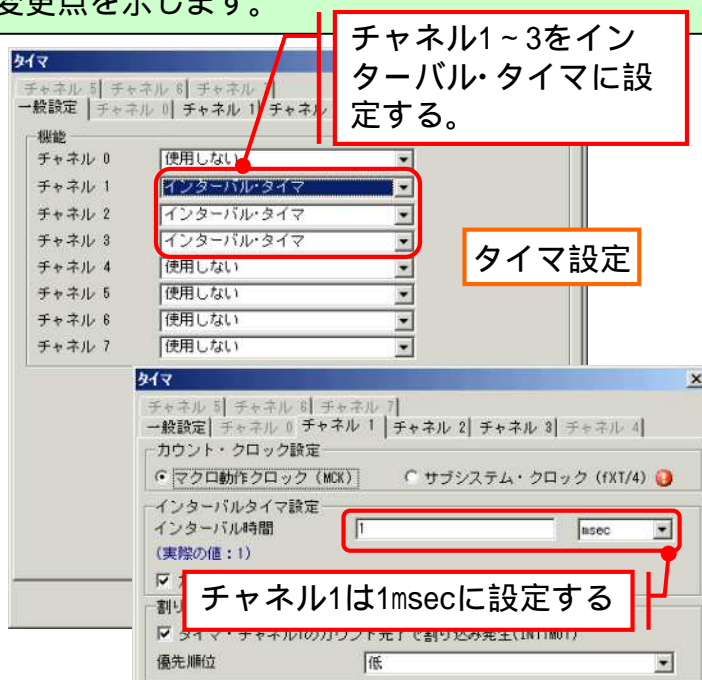 変更点を示します。
チャネル1~3をイン
ターバル・タイマに設
定する。
タイマ
チャネル 5 チャネル 6 チャネル 7
一般設定 チャネル 0 チャネル 1 チャネル
機能
チャネル 0 使用しない
チャネル 1 インターバル・タイマ
チャネル 2 インターバル・タイマ
チャネル 3 インターバル・タイマ
チャネル 4 使用しない
チャネル 5 使用しない
チャネル 6 使用しない
チャネル 7 使用しない
タイマ設定
タイマ
チャネル 5 チャネル 6 チャネル 7
一般設定 チャネル 0 チャネル 1 チャネル 2 チャネル 3 チャネル 4
カウント・クロック設定
マクロ動作クロック (MCK) サブシステム・クロック (fXT/4)
インターバルタイマ設定
インターバル時間 1 msec
(実際の値:1)
チャネル1は1msecに設定する
割り
タイマ・チャネル1のカウント完了で割り込み発生(INTTM01)
優先順位 低